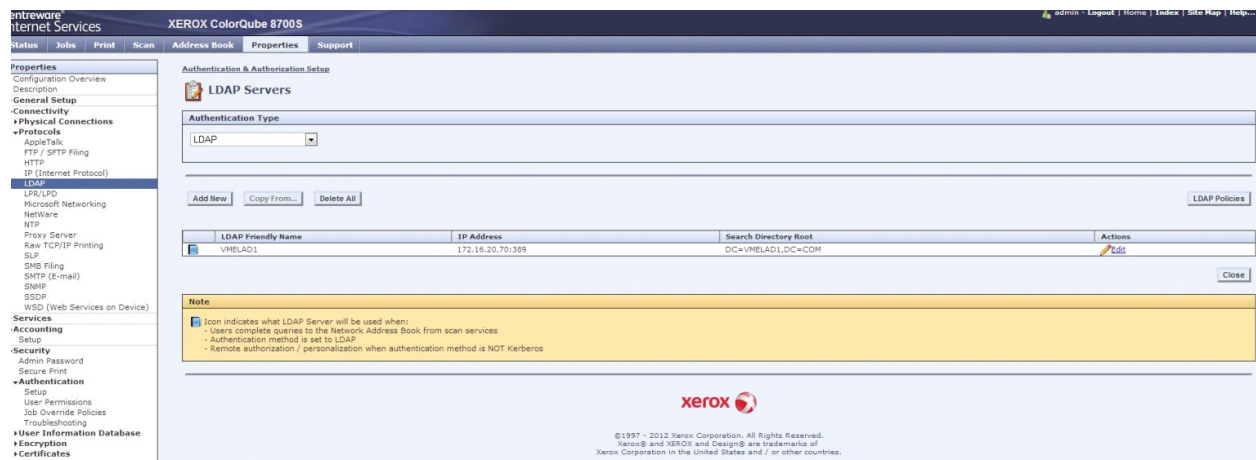 entreware®
nternet Services
XEROX ColorQube 8700S
admin - Logout | Home | Index | Site Map | Help...
Status Jobs Print Scan Address Book Properties Support
Properties
Configuration Overview
Description
General Setup
Connectivity
Physical Connections
Protocols
AppleTalk
FTP / SFTP Filing
HTTP
IP (Internet Protocol)
LDAP
LPR/LPD
Microsoft Networking
NetWare
NTP
Proxy Server
Raw TCP/IP Printing
SLP
SMB Filing
SMTP (E-mail)
SNMP
SSDP
WSD (Web Services on Device)
Services
Accounting
Setup
Security
Admin Password
Secure Print
Authentication
Setup
User Permissions
Job Override Policies
Troubleshooting
User Information Database
Encryption
Certificates
Authentication & Authorization Setup
LDAP Servers
Authentication Type
LDAP
Add New Copy From... Delete All LDAP Policies
LDAP Friendly Name IP Address Search Directory Root Actions
VMELAD1 172.16.20.70:389 DC=VMELAD1,DC=COM Edit
Close
Note
Icon indicates what LDAP Server will be used when:
- Users complete queries to the Network Address Book from scan services
- Authentication method is set to LDAP
- Remote authorization / personalization when authentication method is NOT Kerberos
xerox
©1997 - 2012 Xerox Corporation. All Rights Reserved.
Xerox® and XEROX and Design® are trademarks of
Xerox Corporation in the United States and / or other countries.